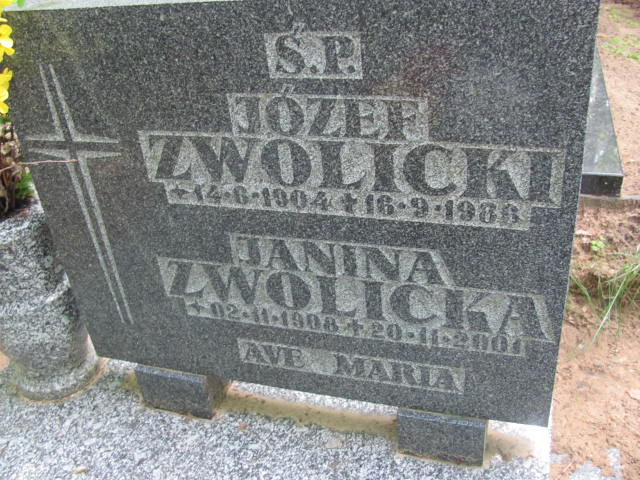 Ś.P.
JÓZEF
ZWOLICKI
14·6·1904 16·9·1988
JANINA
ZWOLICKA
02·11·1908 20·11·2001
AVE MARIA